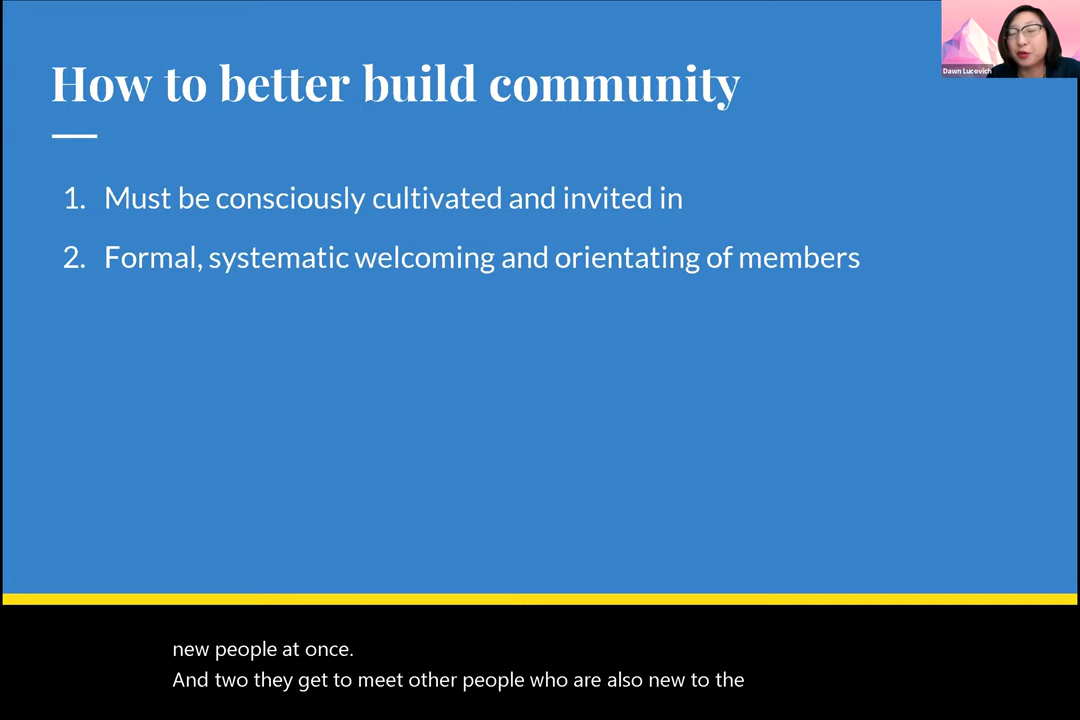 How to better build community
1. Must be consciously cultivated and invited in
2. Formal, systematic welcoming and orientating of members
Dawn Lucovich
new people at once.
And two they get to meet other people who are also new to the